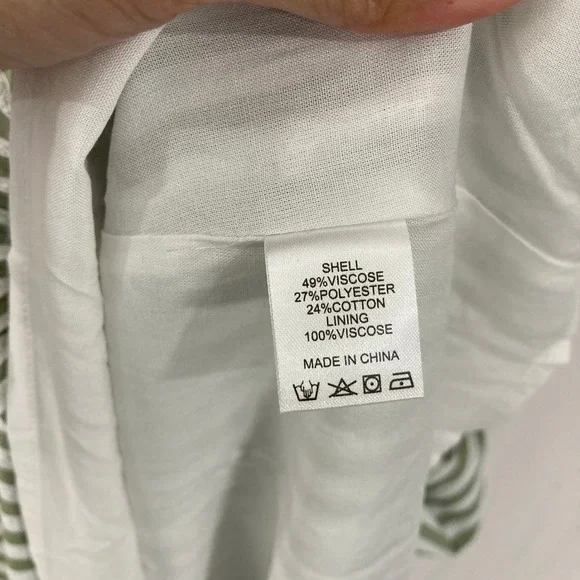 SHELL
49%VISCOSE
27%POLYESTER
24%COTTON
LINING
100%VISCOSE
MADE IN CHINA